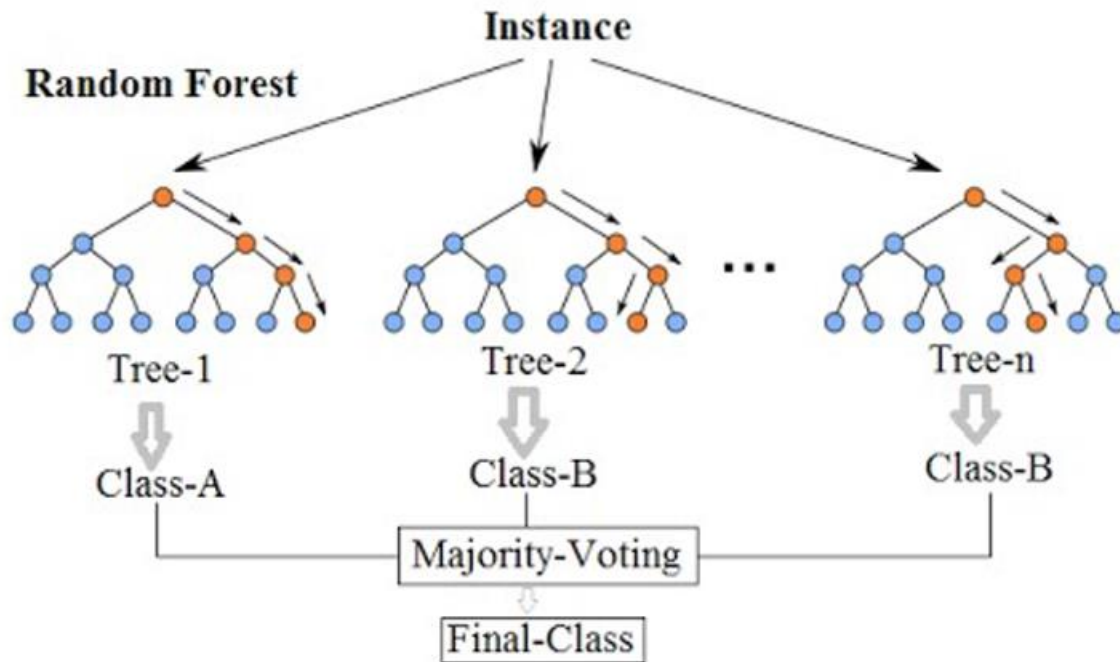 Instance
Random Forest
...
Tree-1
Tree-2
Tree-n
Class-A
Class-B
Class-B
Majority-Voting
Final-Class